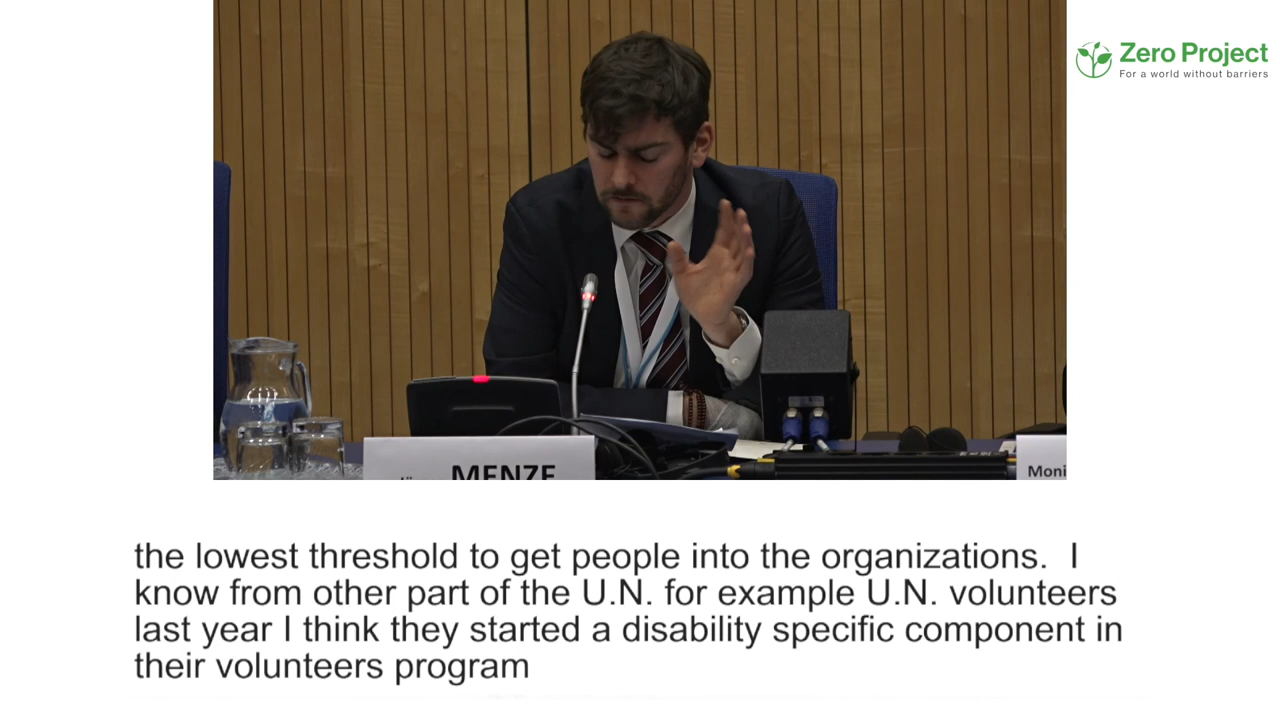 Zero Project
For a world without barriers
MENZE
Moni
the lowest threshold to get people into the organizations. I
know from other part of the U.N. for example U.N. volunteers
last year I think they started a disability specific component in
their volunteers program